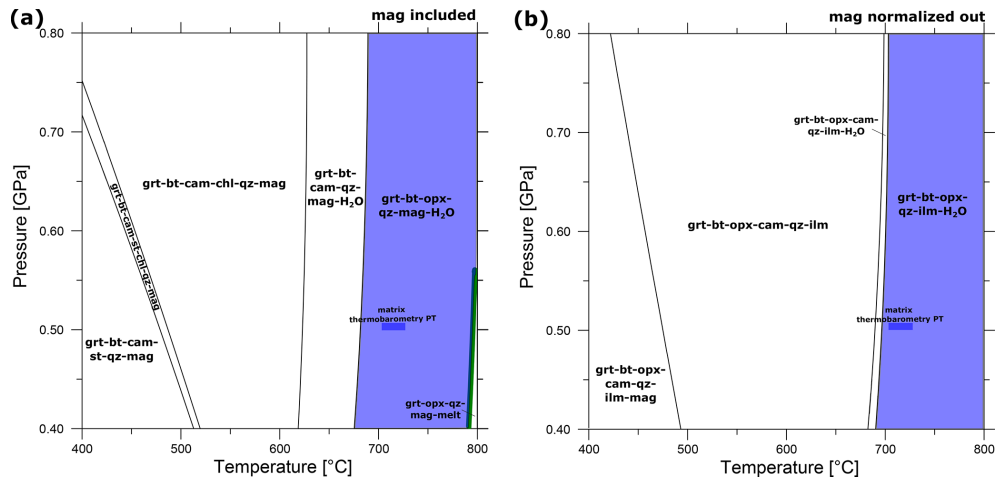 (a)
mag included
0.80
0.70
0.60
0.50
0.40
Pressure [GPa]
400
500
600
700
800
Temperature [°C]
grt-bt-cam-chl-qz-mag
grt-bt-cam-st-chl-qz-mag
grt-bt-cam-
st-qz-mag
grt-bt-
cam-qz-
mag-H₂O
grt-bt-opx-
qz-mag-H₂O
matrix
thermobarometry PT
grt-opx-qz-
mag-melt
(b)
mag normalized out
0.80
0.70
0.60
0.50
0.40
Pressure [GPa]
400
500
600
700
800
Temperature [°C]
grt-bt-opx-cam-
qz-ilm-H₂O
grt-bt-opx-cam-qz-ilm
grt-bt-opx-
qz-ilm-H₂O
matrix
thermobarometry PT
grt-bt-opx-
cam-qz-
ilm-mag